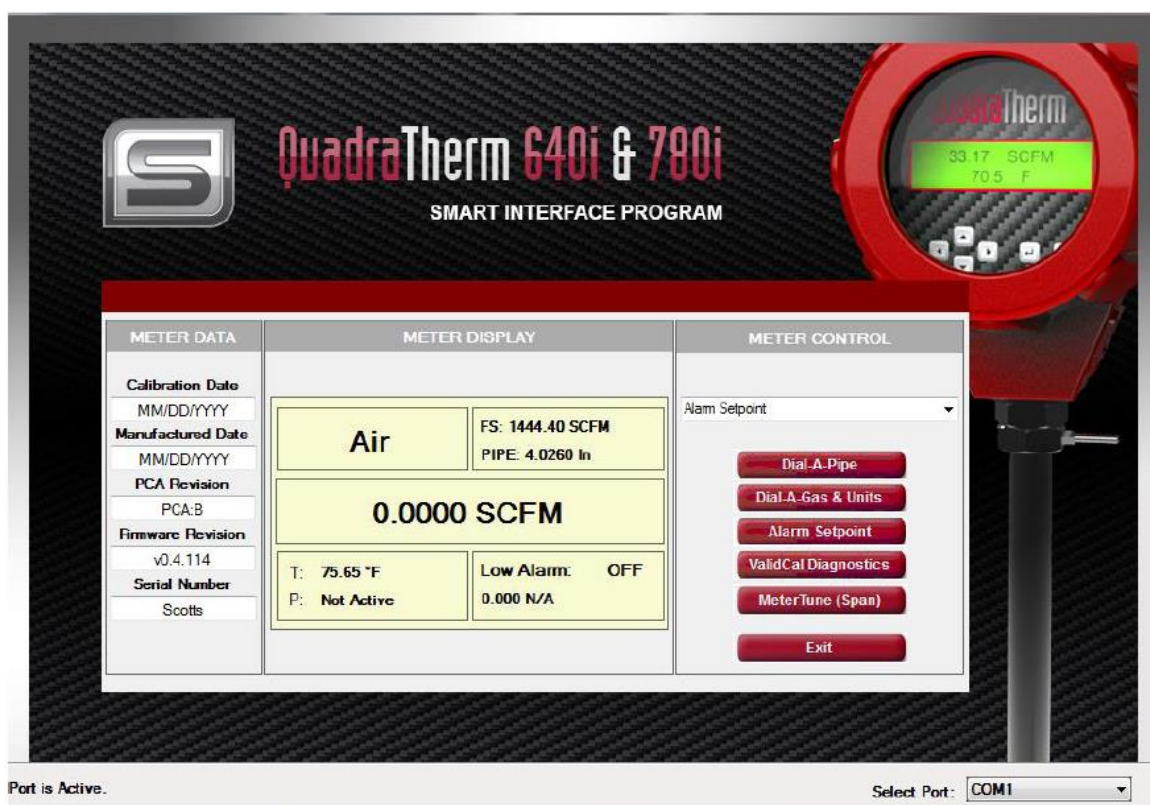 QuadraTherm 640i & 780i
SMART INTERFACE PROGRAM
QuadraTherm
33.17 SCFM
70.5 F
METER DATA
Calibration Date
MM/DD/YYYY
Manufactured Date
MM/DD/YYYY
PCA Revision
PCA:B
Firmware Revision
v0.4.114
Serial Number
Scotts
METER DISPLAY
Air
FS: 1444.40 SCFM
PIPE: 4.0260 In
0.0000 SCFM
T: 75.65 °F
P: Not Active
Low Alarm: OFF
0.000 N/A
METER CONTROL
Alarm Setpoint
Dial-A-Pipe
Dial-A-Gas & Units
Alarm Setpoint
ValidCal Diagnostics
MeterTune (Span)
Exit
Port is Active.
Select Port: COM1